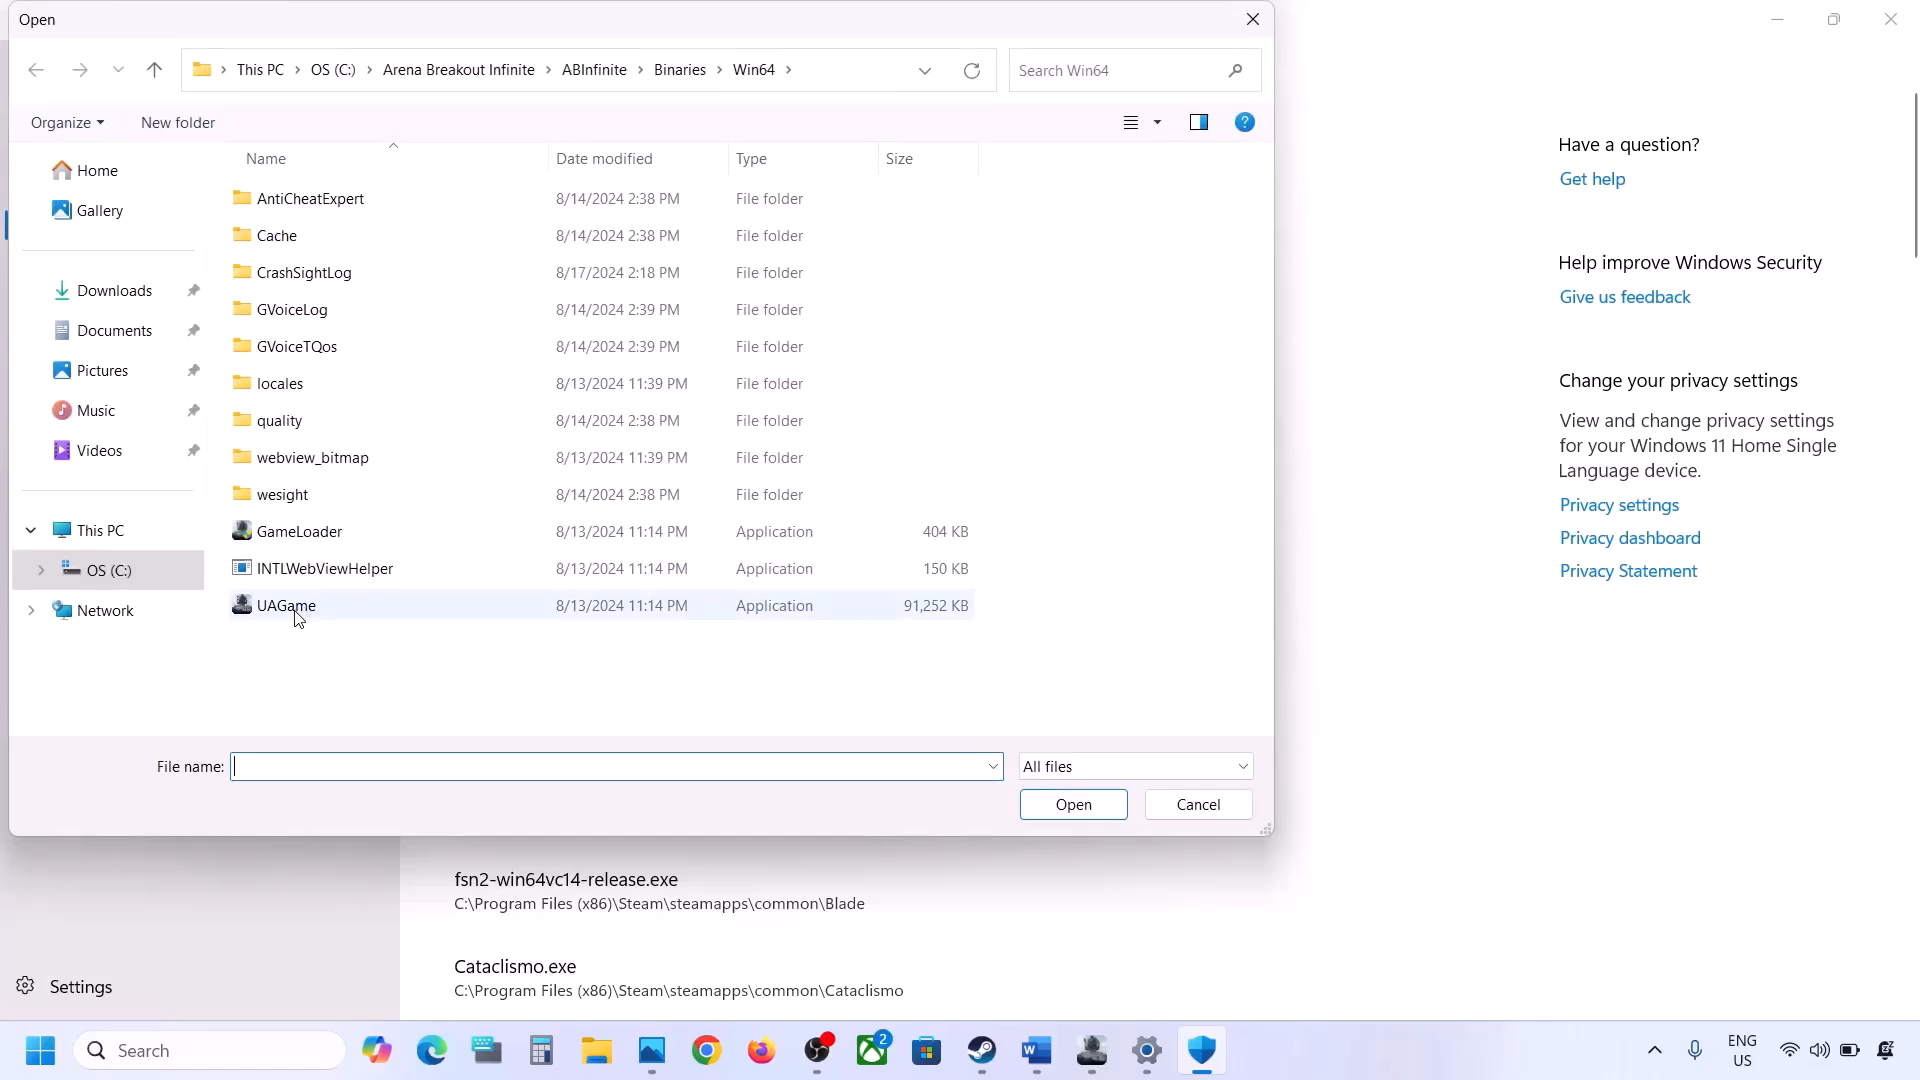 Open
This PC > OS (C:) > Arena Breakout Infinite > ABInfinite > Binaries > Win64 >
Search Win64
Organize
New folder
Name
Date modified
Type
Size
Home
Gallery
Downloads
Documents
Pictures
Music
Videos
This PC
OS (C:)
Network
AntiCheatExpert 8/14/2024 2:38 PM File folder
Cache 8/14/2024 2:38 PM File folder
CrashSightLog 8/17/2024 2:18 PM File folder
GVoiceLog 8/14/2024 2:39 PM File folder
GVoiceTQos 8/14/2024 2:39 PM File folder
locales 8/13/2024 11:39 PM File folder
quality 8/14/2024 2:38 PM File folder
webview_bitmap 8/13/2024 11:39 PM File folder
wesight 8/14/2024 2:38 PM File folder
GameLoader 8/13/2024 11:14 PM Application 404 KB
INTLWebViewHelper 8/13/2024 11:14 PM Application 150 KB
UAGame 8/13/2024 11:14 PM Application 91,252 KB
File name:
All files
Open
Cancel
Have a question?
Get help
Help improve Windows Security
Give us feedback
Change your privacy settings
View and change privacy settings
for your Windows 11 Home Single
Language device.
Privacy settings
Privacy dashboard
Privacy Statement
fsn2-win64vc14-release.exe
C:\Program Files (x86)\Steam\steamapps\common\Blade
Cataclismo.exe
C:\Program Files (x86)\Steam\steamapps\common\Cataclismo
Settings
Search
2
ENG
US